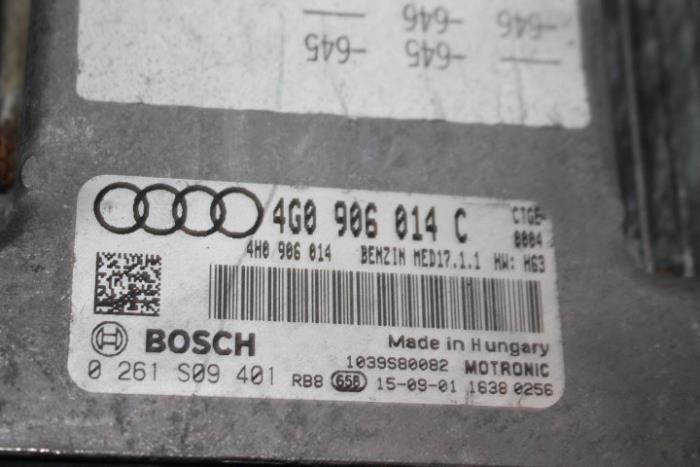 -646 -646
-645 -645
4G0 906 014 C CTGE-
0004
4H0 906 014 BENZIN MED17.1.1 HW: H63
BOSCH Made in Hungary
1039S80082 MOTRONIC
0 261 S09 401 RB8 658 15-09-01 1638 0256